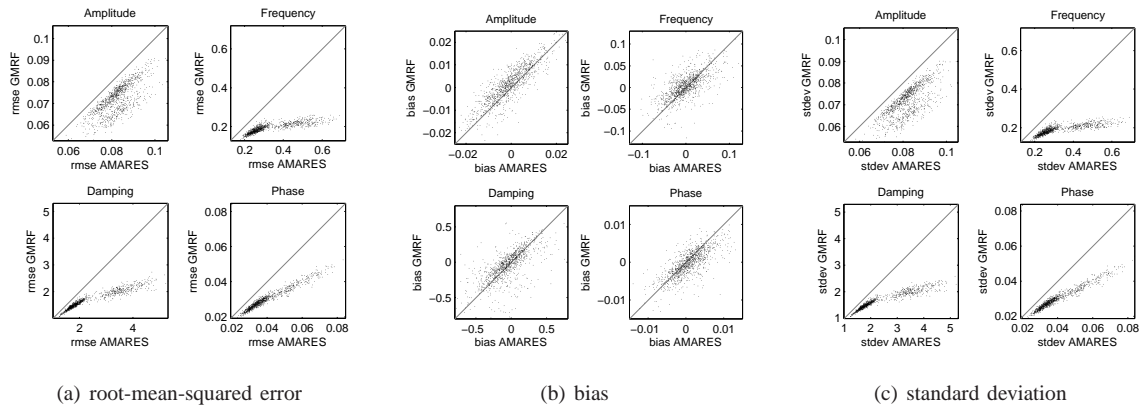 Amplitude
0.1
0.09
0.08
0.07
0.06
0.06 0.08 0.1
rmse AMARES
rmse GMRF
Frequency
0.6
0.4
0.2
0.2 0.4 0.6
rmse AMARES
rmse GMRF
Damping
5
4
3
2
2 4
rmse AMARES
rmse GMRF
Phase
0.08
0.06
0.04
0.02
0.02 0.04 0.06 0.08
rmse AMARES
rmse GMRF
(a) root-mean-squared error
Amplitude
0.02
0.01
0
−0.01
−0.02
−0.02 0 0.02
bias AMARES
bias GMRF
Frequency
0.1
0.05
0
−0.05
−0.1
−0.1 0 0.1
bias AMARES
bias GMRF
Damping
0.5
0
−0.5
−0.5 0 0.5
bias AMARES
bias GMRF
Phase
0.01
0
−0.01
−0.01 0 0.01
bias AMARES
bias GMRF
(b) bias
Amplitude
0.1
0.09
0.08
0.07
0.06
0.06 0.08 0.1
stdev AMARES
stdev GMRF
Frequency
0.6
0.4
0.2
0.2 0.4 0.6
stdev AMARES
stdev GMRF
Damping
5
4
3
2
1
1 2 3 4 5
stdev AMARES
stdev GMRF
Phase
0.08
0.06
0.04
0.02
0.02 0.04 0.06 0.08
stdev AMARES
stdev GMRF
(c) standard deviation